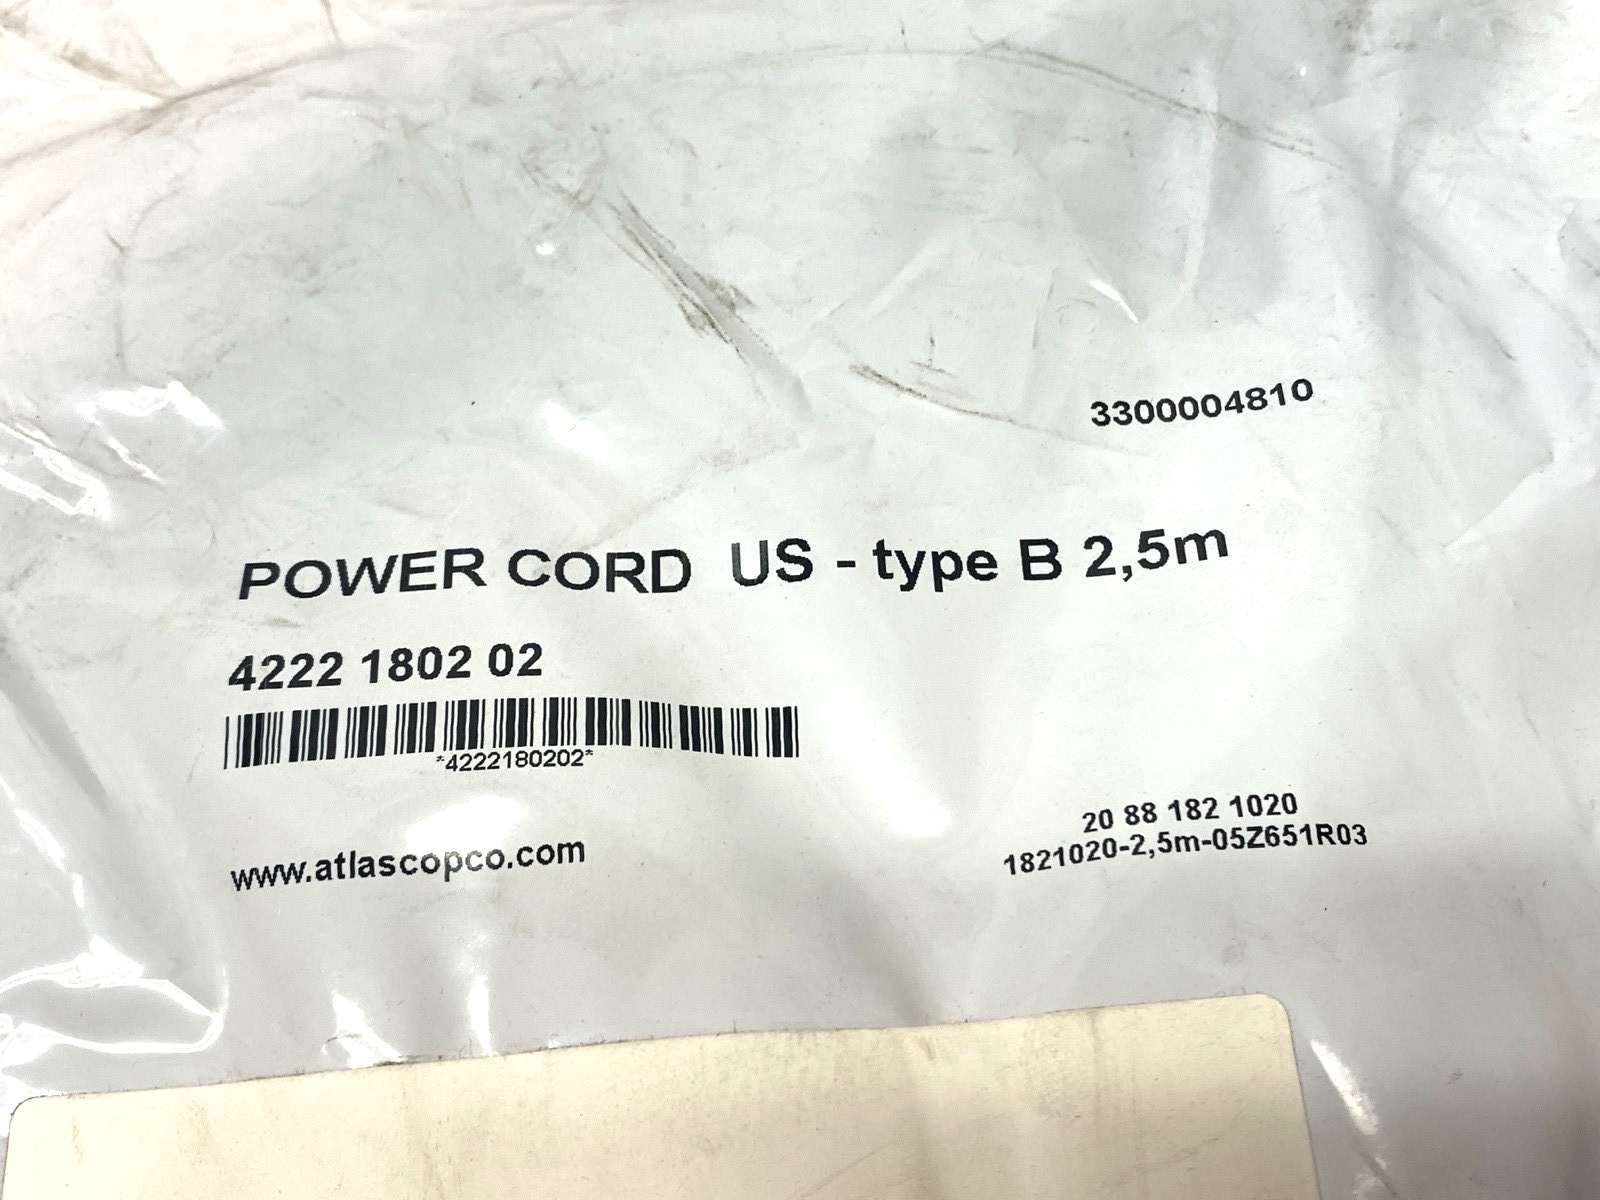 3300004810
POWER CORD US - type B 2,5m
4222 1802 02
*4222180202*
20 88 182 1020
1821020-2,5m-05Z651R03
www.atlascopco.com